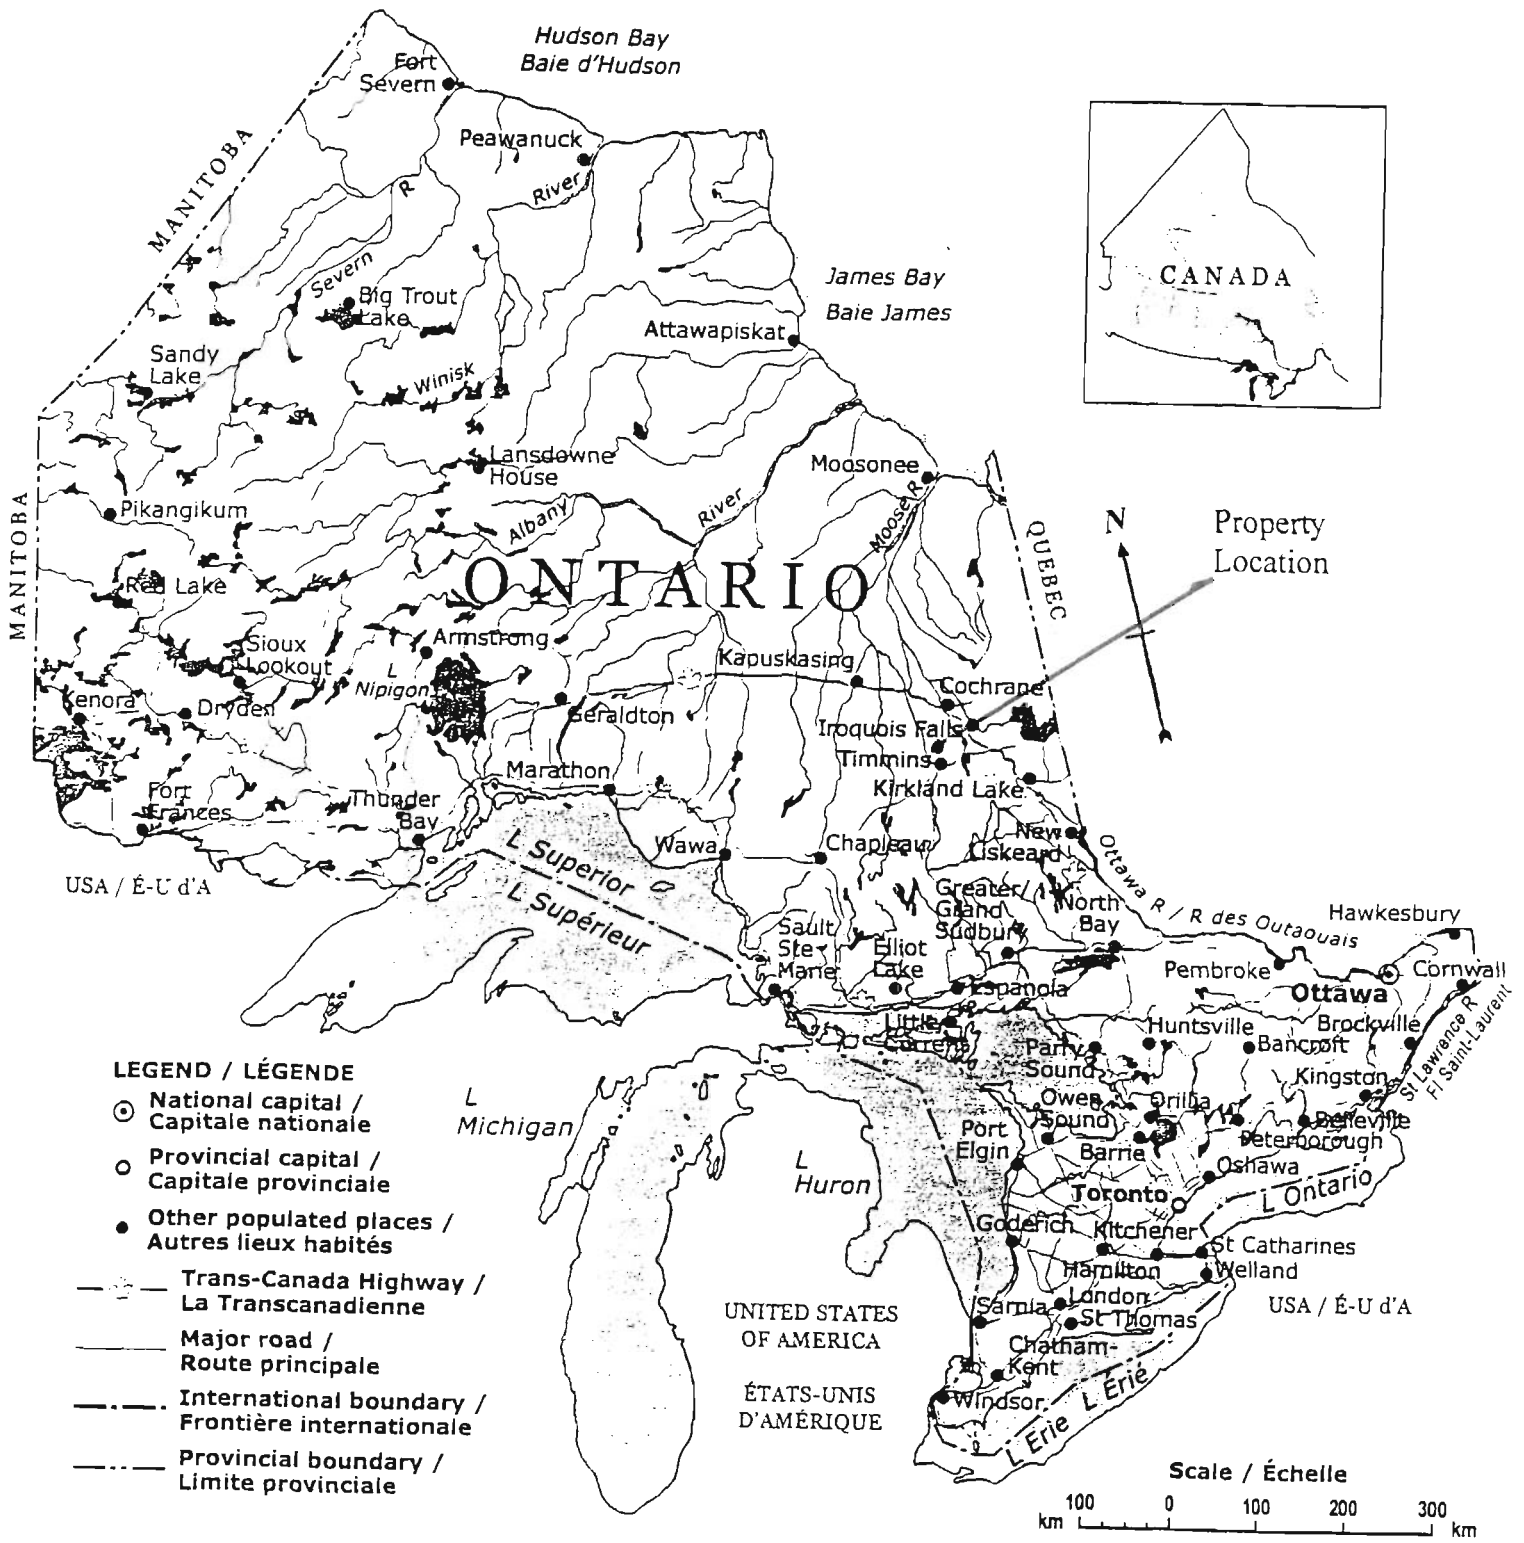 Hudson Bay
Baie d'Hudson
Fort
Severn
Peawanuck
River
R
MANITOBA
Severn
Big Trout
Lake
James Bay
Baie James
CANADA
Attawapiskat
Sandy
Lake
Winisk
Lansdowne
House
Moosonee
MANITOBA
Pikangikum
Albany
River
Moose R
QUEBEC
N
Property
Location
ONTARIO
Red Lake
Armstrong
Sioux
Lookout
L
Nipigon
Kapuskasing
Cochrane
Kenora
Dryden
Geraldton
Iroquois Falls
Timmins
Marathon
Kirkland Lake
Fort
Frances
Thunder
Bay
Wawa
Chapleau
New
Liskeard
USA / É-U d'A
L Superior
L Supérieur
Ottawa R / R des Outaouais
Greater/
Grand
Sudbury
North
Bay
Hawkesbury
Sault
Ste
Marie
Elliot
Lake
Espanola
Pembroke
Ottawa
Cornwall
Little
Current
Huntsville
Brockville
St Lawrence R
Fl Saint-Laurent
Parry
Sound
Bancroft
Kingston
LEGEND / LÉGENDE
National capital /
Capitale nationale
Provincial capital /
Capitale provinciale
Other populated places /
Autres lieux habités
Trans-Canada Highway /
La Transcanadienne
Major road /
Route principale
International boundary /
Frontière internationale
Provincial boundary /
Limite provinciale
L
Michigan
L
Huron
Owen
Sound
Orillia
Belleville
Port
Elgin
Barrie
Peterborough
Oshawa
Toronto
L Ontario
Goderich
Kitchener
St Catharines
Hamilton
Welland
UNITED STATES
OF AMERICA
ÉTATS-UNIS
D'AMÉRIQUE
Sarnia
London
St Thomas
USA / É-U d'A
Chatham-
Kent
Windsor
L Erie L Érié
Scale / Échelle
100 0 100 200 300
km km